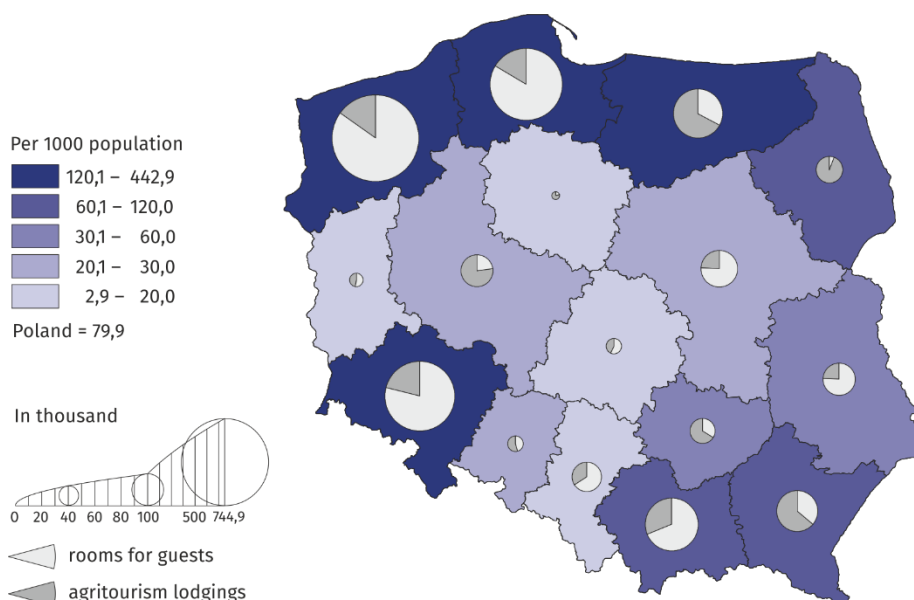 Per 1000 population
120,1 – 442,9
60,1 – 120,0
30,1 – 60,0
20,1 – 30,0
2,9 – 20,0
Poland = 79,9
In thousand
0 20 40 60 80 100 500 744,9
rooms for guests
agritourism lodgings